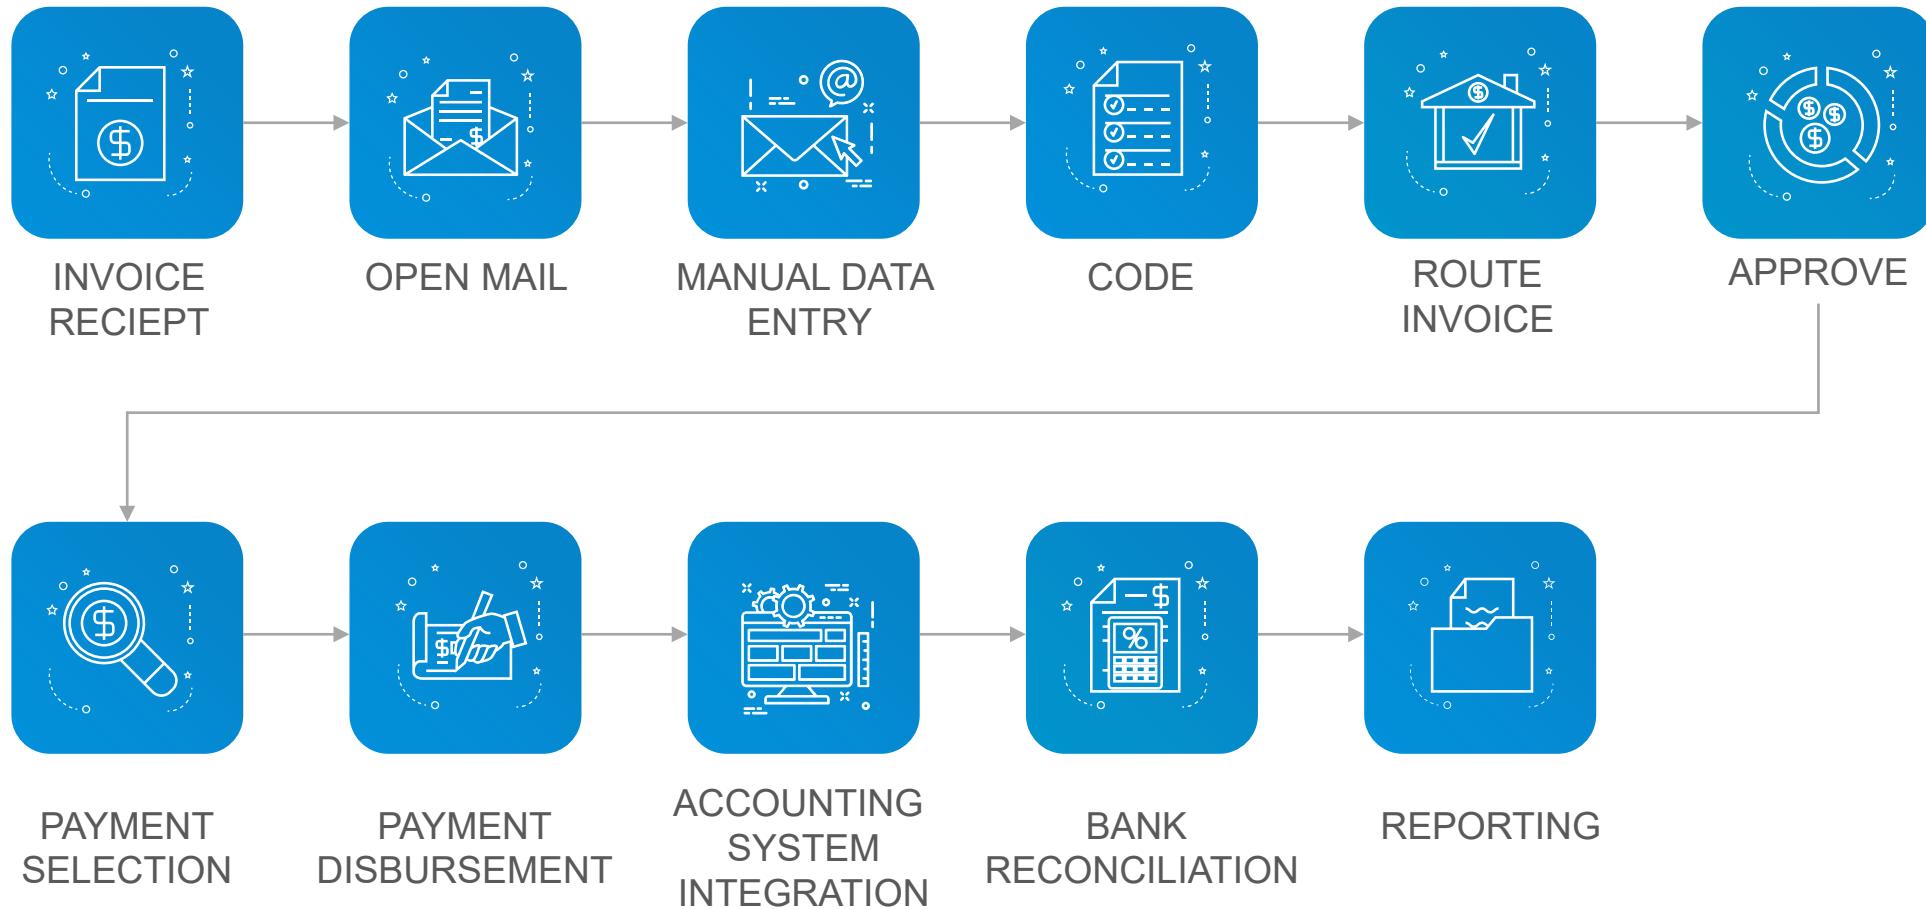 INVOICE
RECIEPT
OPEN MAIL
MANUAL DATA
ENTRY
CODE
ROUTE
INVOICE
APPROVE
PAYMENT
SELECTION
PAYMENT
DISBURSEMENT
ACCOUNTING
SYSTEM
INTEGRATION
BANK
RECONCILIATION
REPORTING